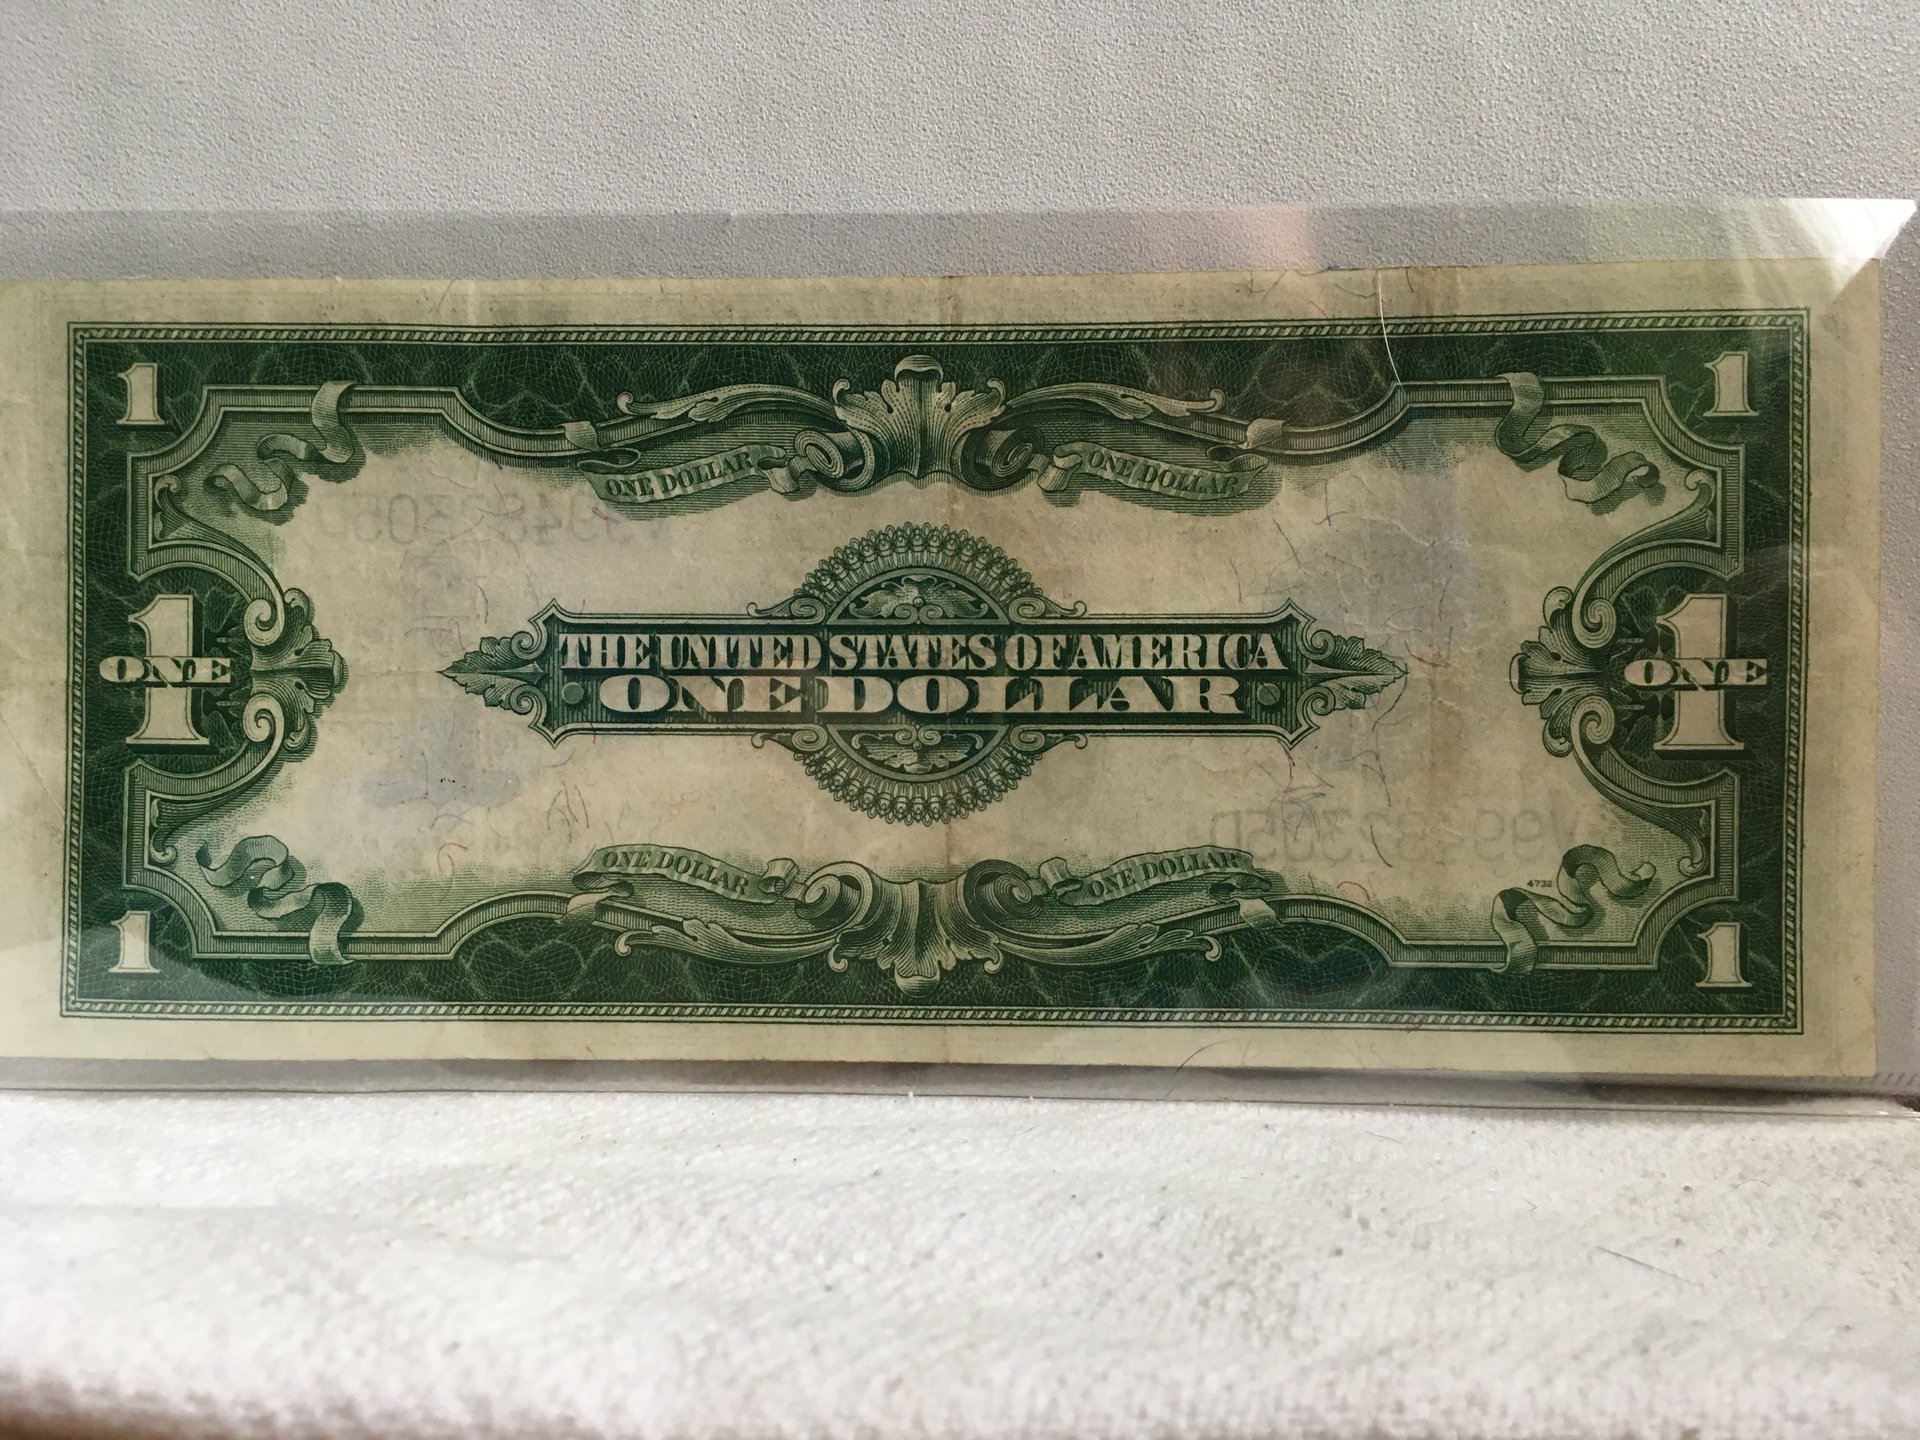 1 1
ONE DOLLAR ONE DOLLAR
THE UNITED STATES OF AMERICA
ONE 1 ONE DOLLAR ONE 1
ONE DOLLAR ONE DOLLAR
4732
1 1